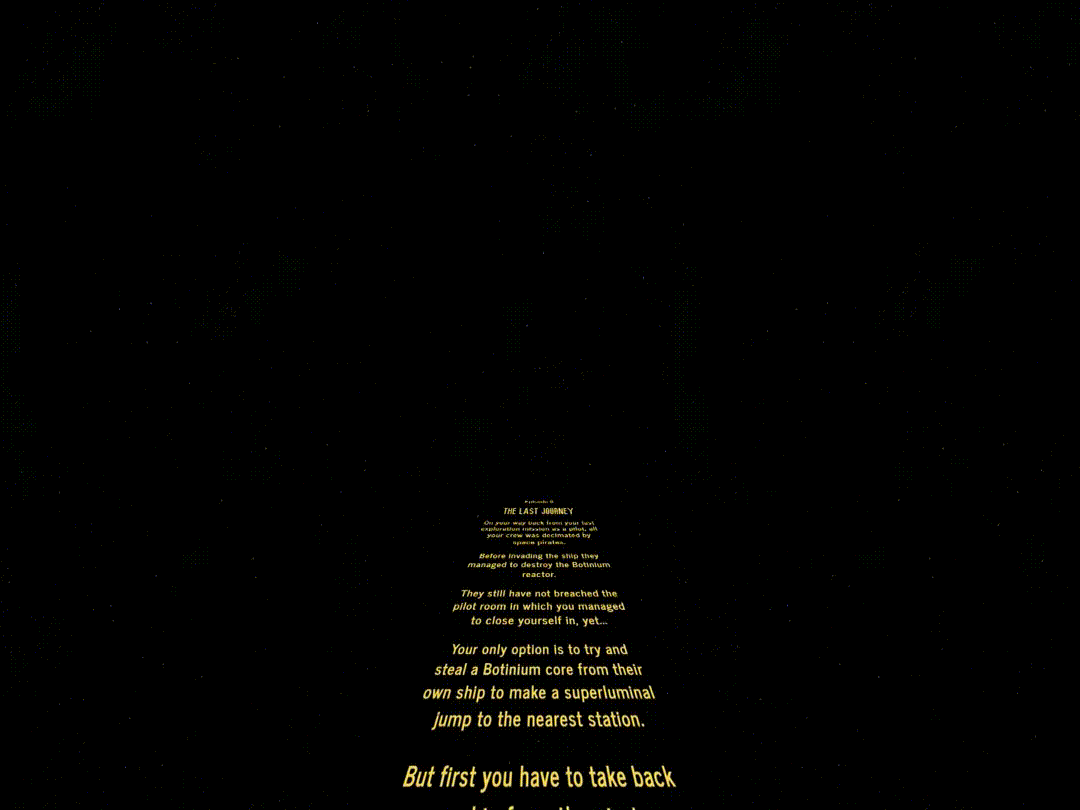 THE LAST JOURNEY
On your way back from your last
exploration mission as a pilot, all
your crew was decimated by
space pirates.
Before invading the ship they
managed to destroy the Botinium
reactor.
They still have not breached the
pilot room in which you managed
to close yourself in, yet...
Your only option is to try and
steal a Botinium core from their
own ship to make a superluminal
jump to the nearest station.
But first you have to take back